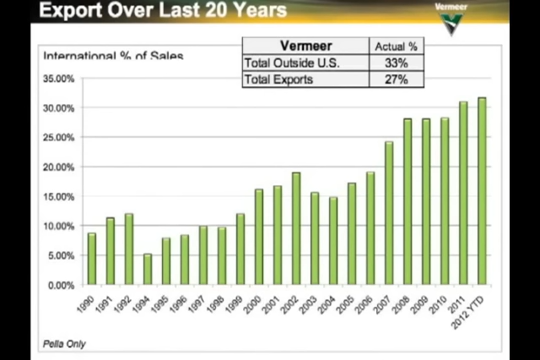 Export Over Last 20 Years
Vermeer
International % of Sales
Vermeer Actual %
Total Outside U.S. 33%
Total Exports 27%
35.00%
30.00%
25.00%
20.00%
15.00%
10.00%
5.00%
0.00%
1990 1991 1992 1994 1995 1996 1997 1998 1999 2000 2001 2002 2003 2004 2005 2006 2007 2008 2009 2010 2011 2012 YTD
Pella Only